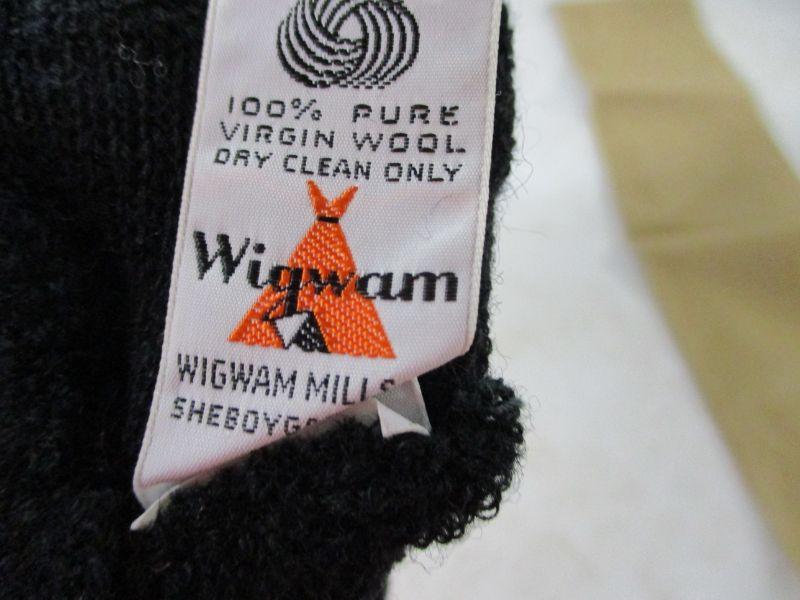 100% PURE
VIRGIN WOOL
DRY CLEAN ONLY
Wigwam
WIGWAM MILLS